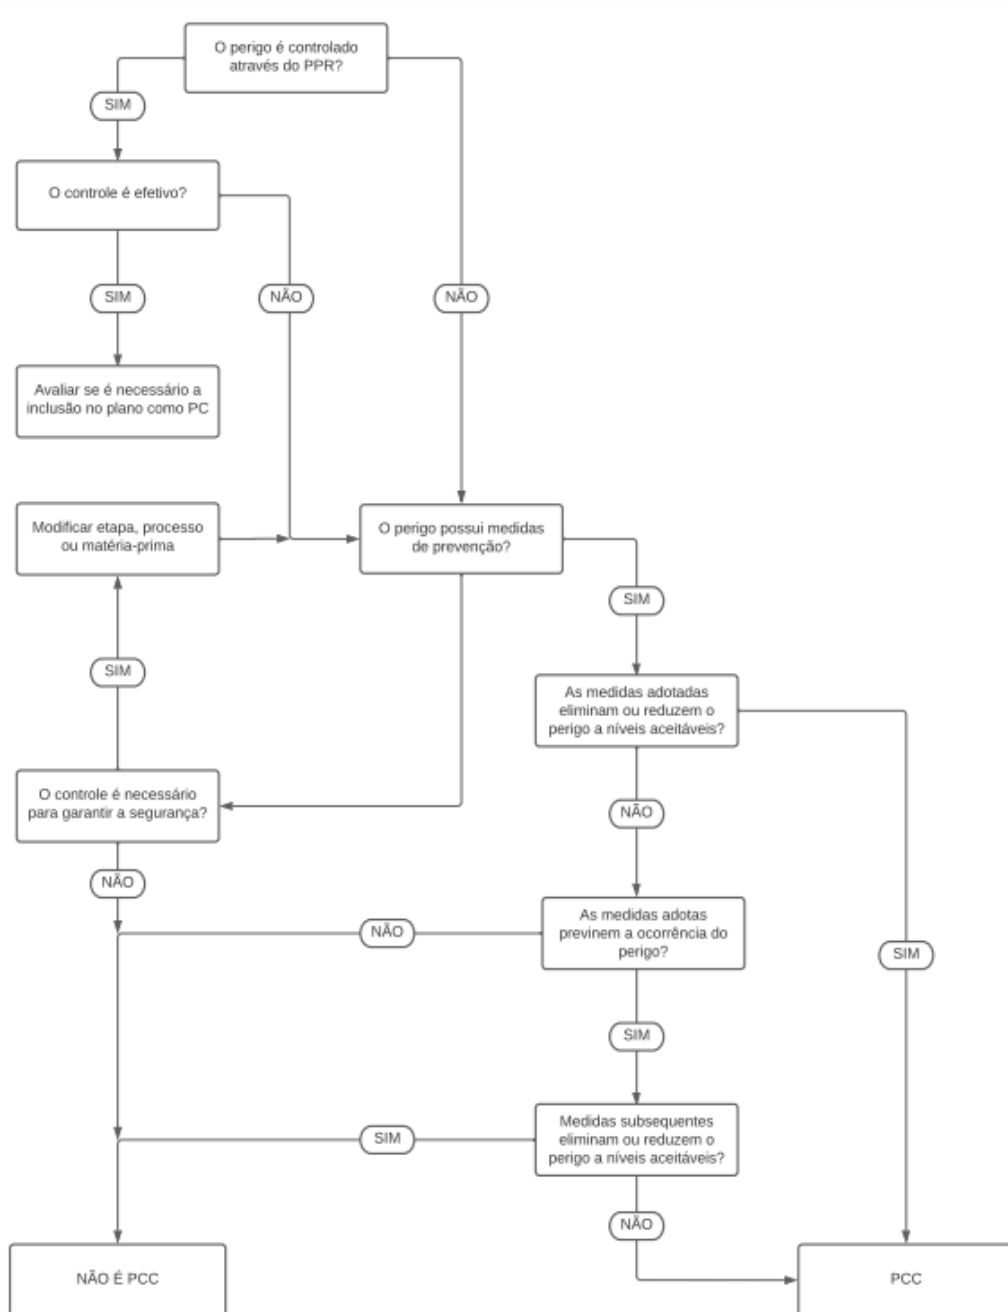 O perigo é controlado
através do PPR?
SIM
O controle é efetivo?
SIM
NÃO
NÃO
Avaliar se é necessário a
inclusão no plano como PC
Modificar etapa, processo
ou matéria-prima
O perigo possui medidas
de prevenção?
SIM
SIM
As medidas adotadas
eliminam ou reduzem o
perigo a níveis aceitáveis?
O controle é necessário
para garantir a segurança?
NÃO
NÃO
As medidas adotas
previnem a ocorrência do
perigo?
NÃO
SIM
SIM
Medidas subsequentes
eliminam ou reduzem o
perigo a níveis aceitáveis?
SIM
NÃO
NÃO É PCC
PCC